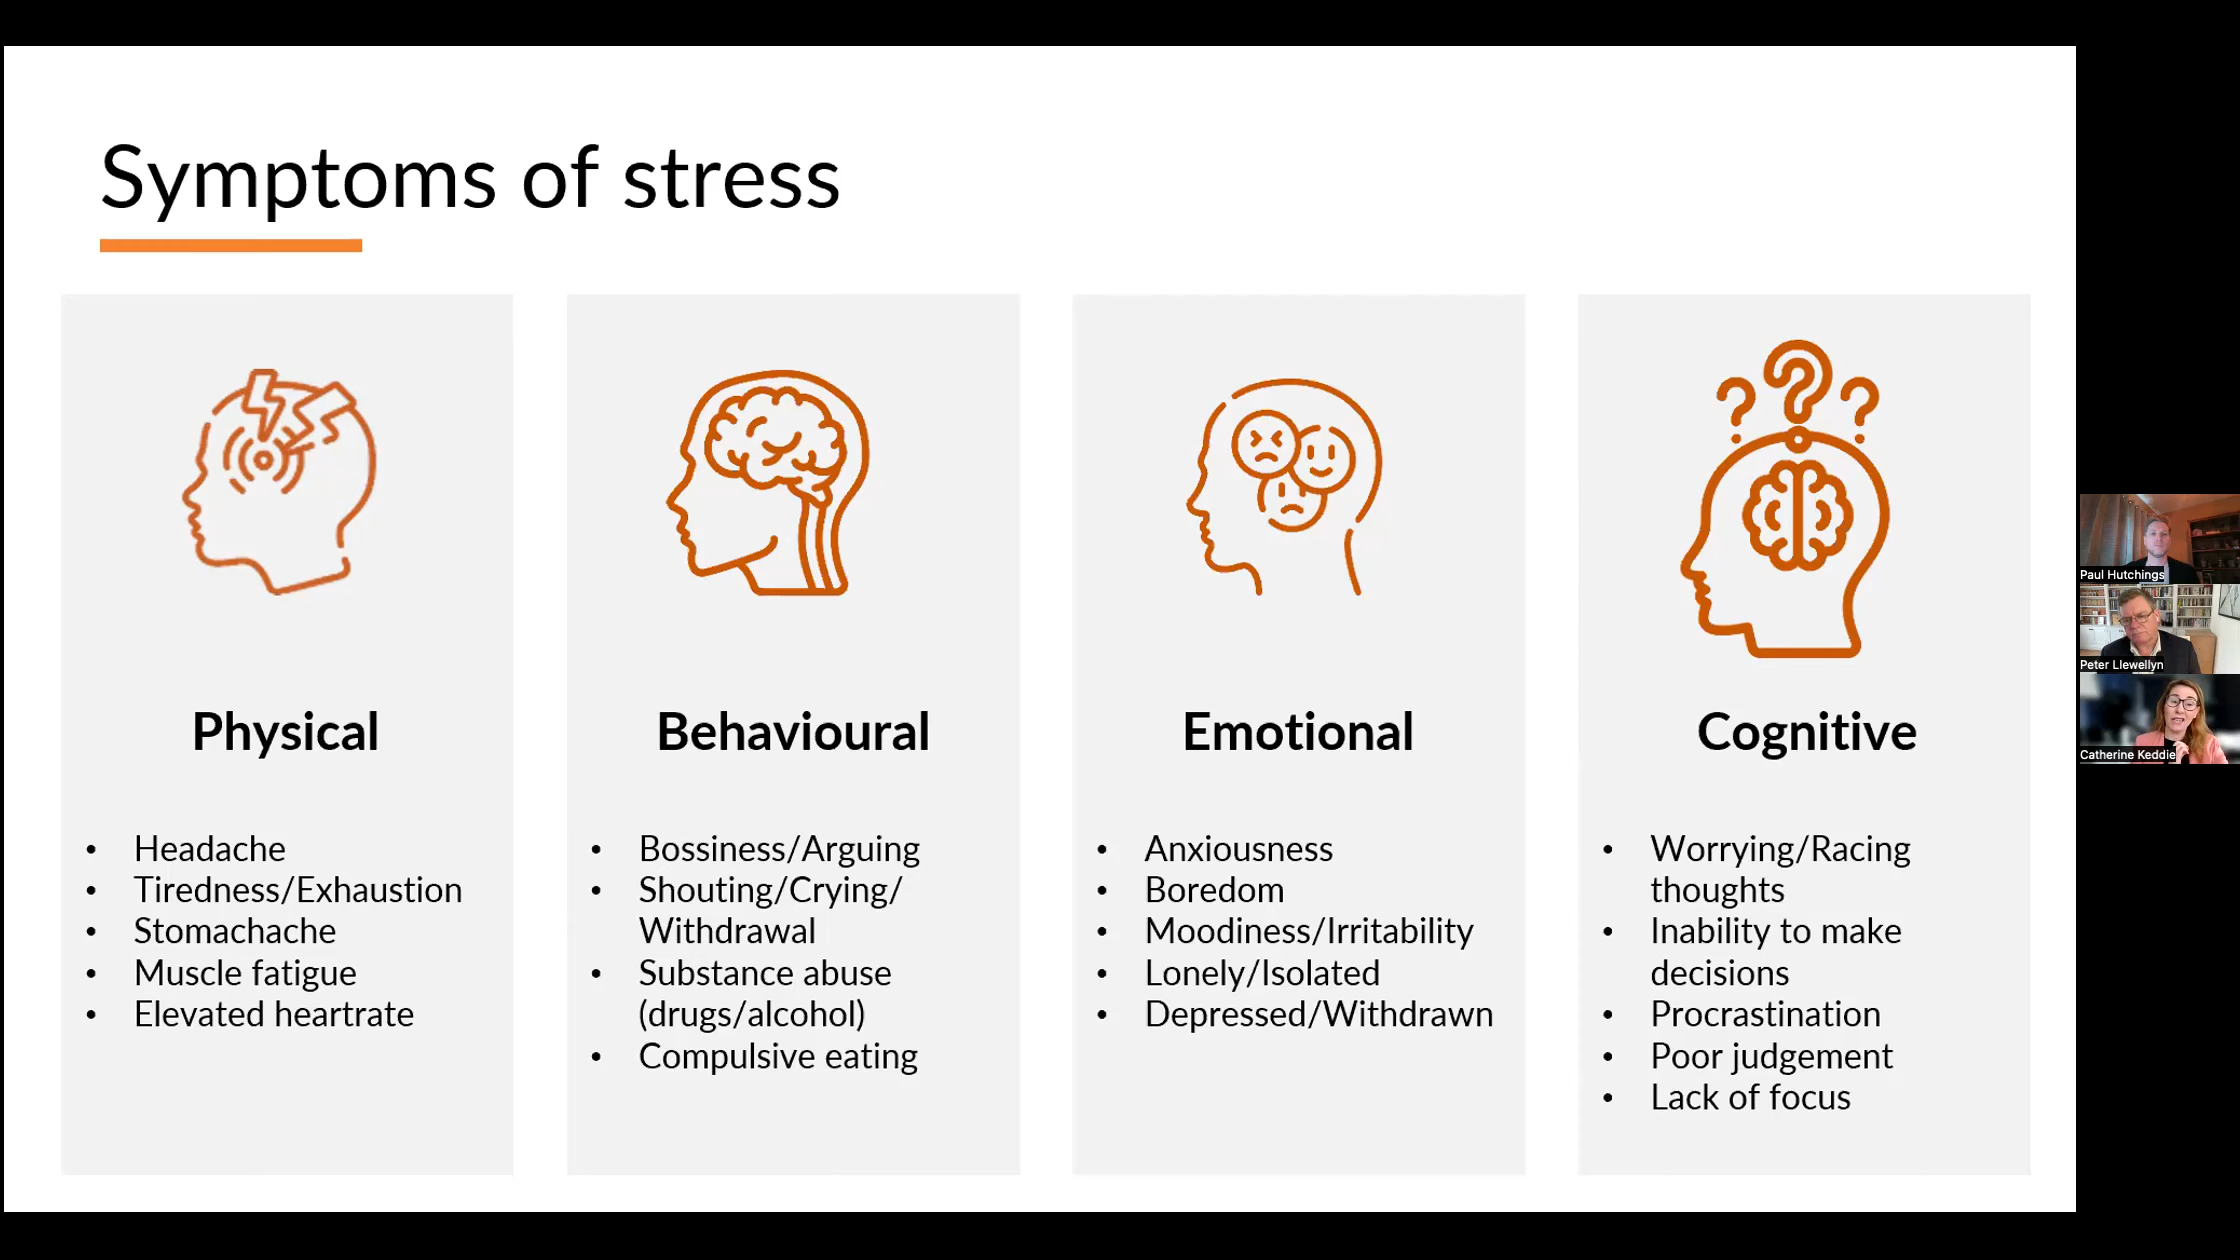 Symptoms of stress
Physical
• Headache
• Tiredness/Exhaustion
• Stomachache
• Muscle fatigue
• Elevated heartrate
Behavioural
• Bossiness/Arguing
• Shouting/Crying/
Withdrawal
• Substance abuse
(drugs/alcohol)
• Compulsive eating
Emotional
• Anxiousness
• Boredom
• Moodiness/Irritability
• Lonely/Isolated
• Depressed/Withdrawn
Cognitive
• Worrying/Racing
thoughts
• Inability to make
decisions
• Procrastination
• Poor judgement
• Lack of focus
Paul Hutchings
Peter Llewellyn
Catherine Keddie